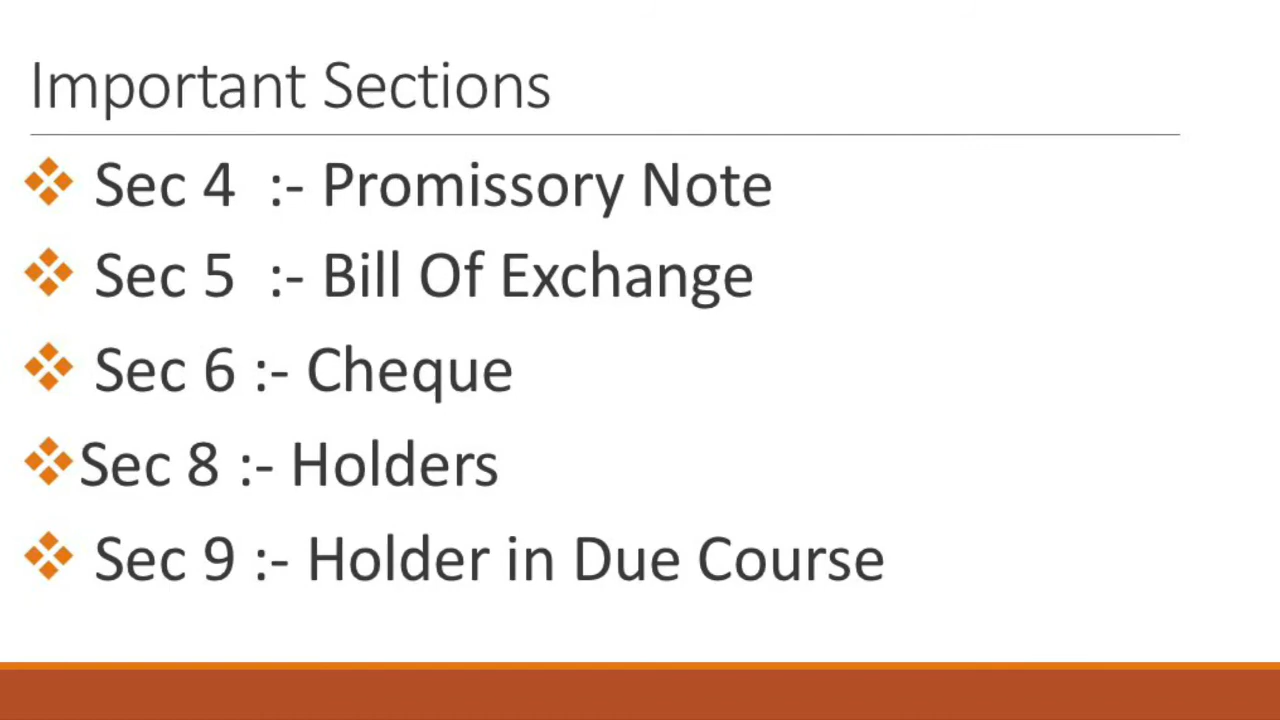 Important Sections
Sec 4 :- Promissory Note
Sec 5 :- Bill Of Exchange
Sec 6 :- Cheque
Sec 8 :- Holders
Sec 9 :- Holder in Due Course